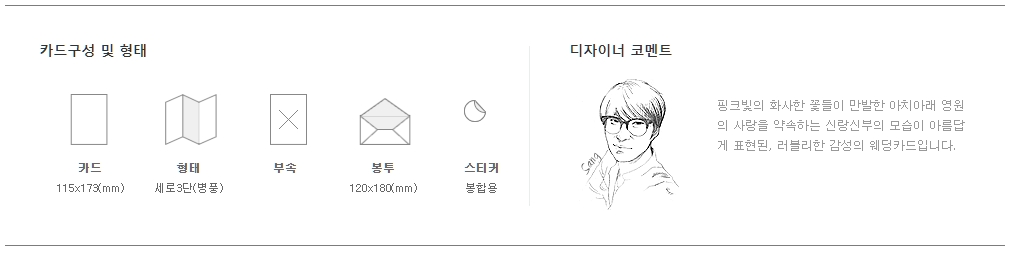 카드구성 및 형태
카드
115x173(mm)
형태
세로3단(병풍)
부속
봉투
120x180(mm)
스티커
봉합용
디자이너 코멘트
핑크빛의 화사한 꽃들이 만발한 아치아래 영원
의 사랑을 약속하는 신랑신부의 모습이 아름답
게 표현된, 러블리한 감성의 웨딩카드입니다.